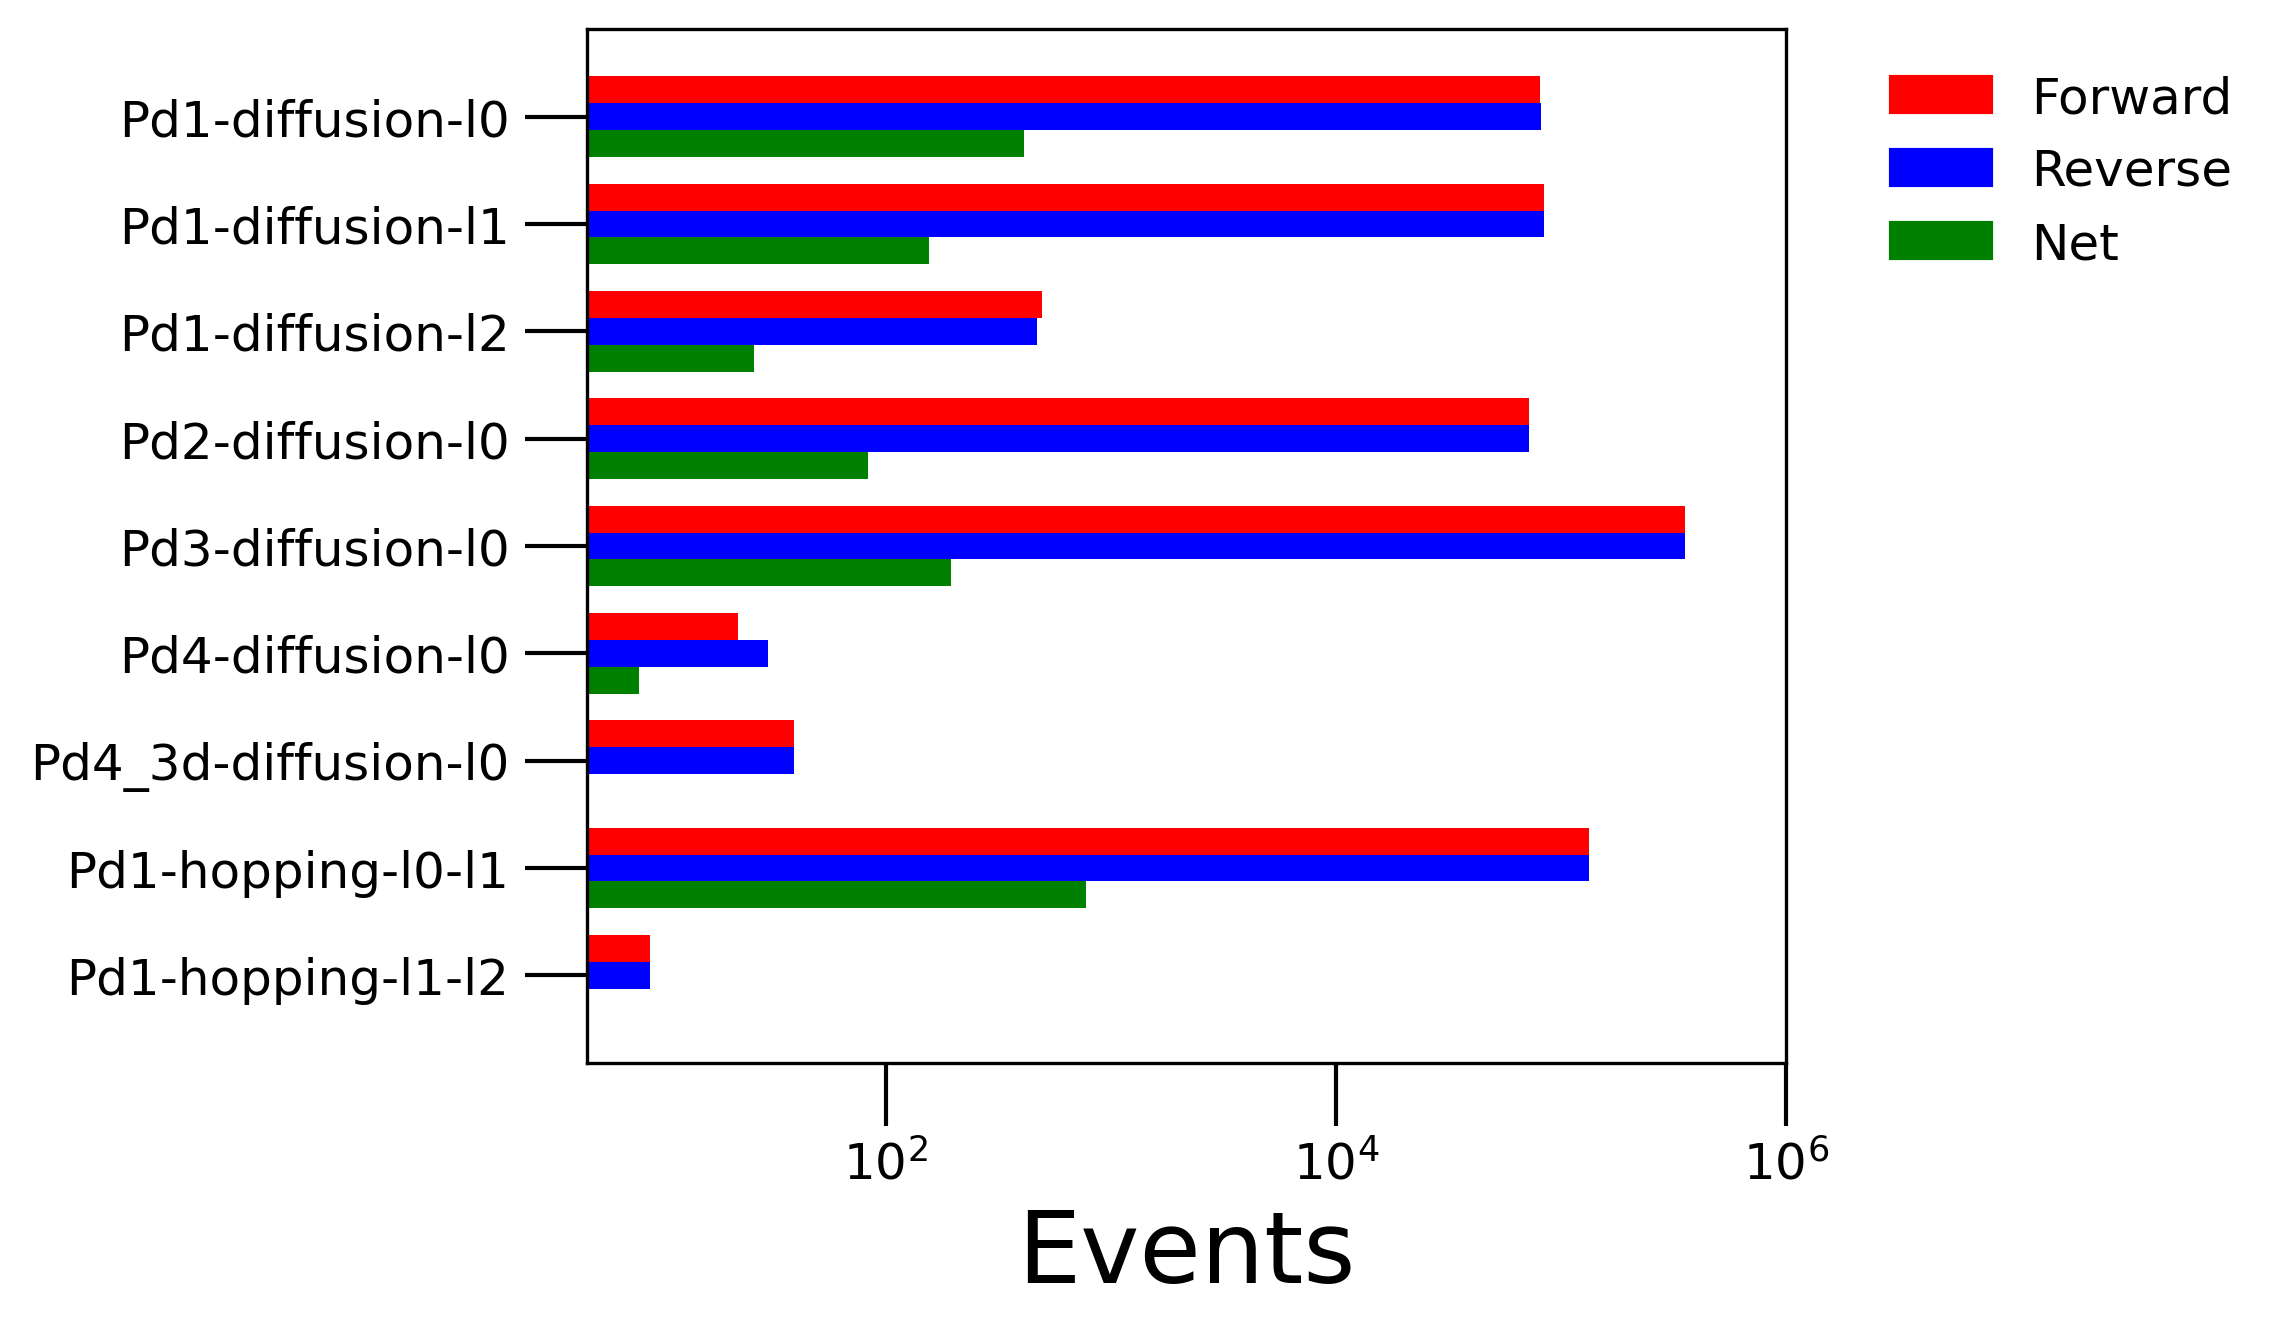 Pd1-diffusion-l0
Pd1-diffusion-l1
Pd1-diffusion-l2
Pd2-diffusion-l0
Pd3-diffusion-l0
Pd4-diffusion-l0
Pd4_3d-diffusion-l0
Pd1-hopping-l0-l1
Pd1-hopping-l1-l2
10² 10⁴ 10⁶
Events
Forward
Reverse
Net